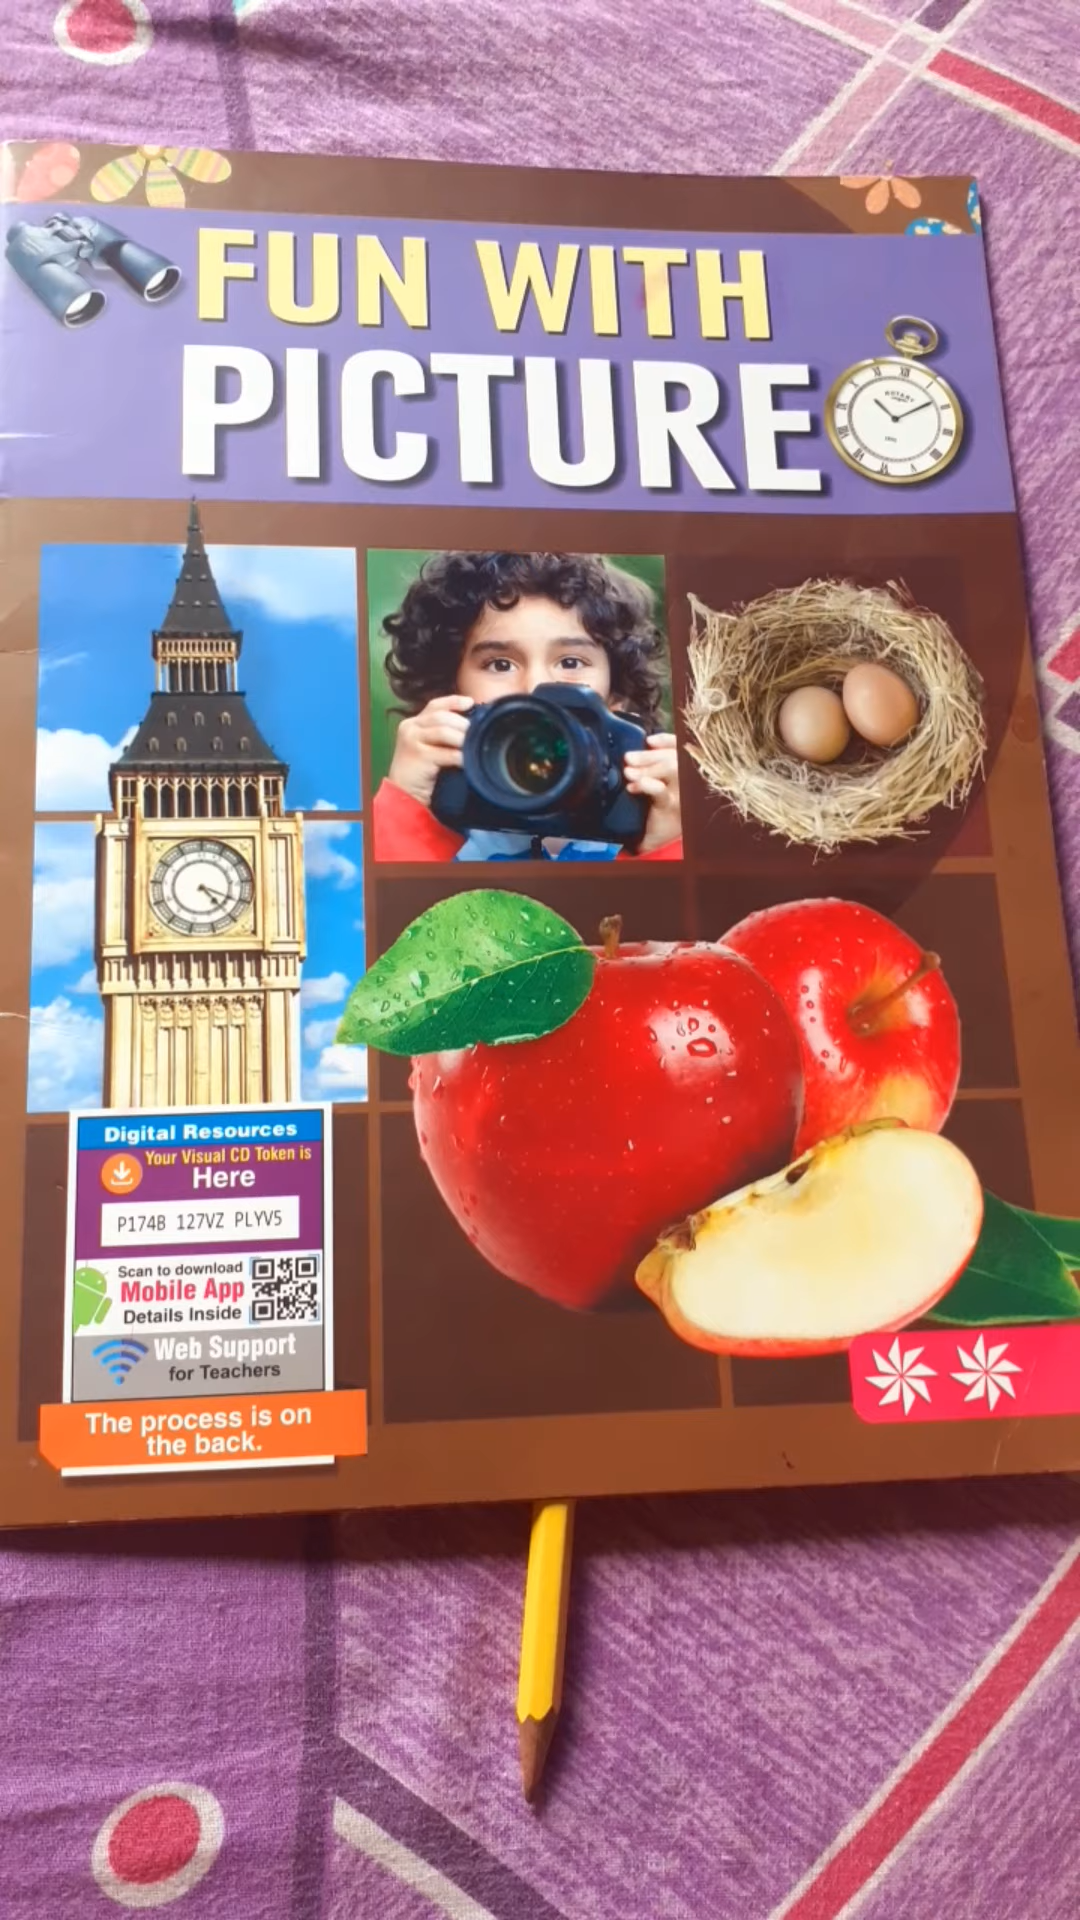 FUN WITH
PICTURE
ROTARY
Digital Resources
Your Visual CD Token is
Here
P174B 127VZ PLYV5
Scan to download
Mobile App
Details Inside
Web Support
for Teachers
The process is on
the back.